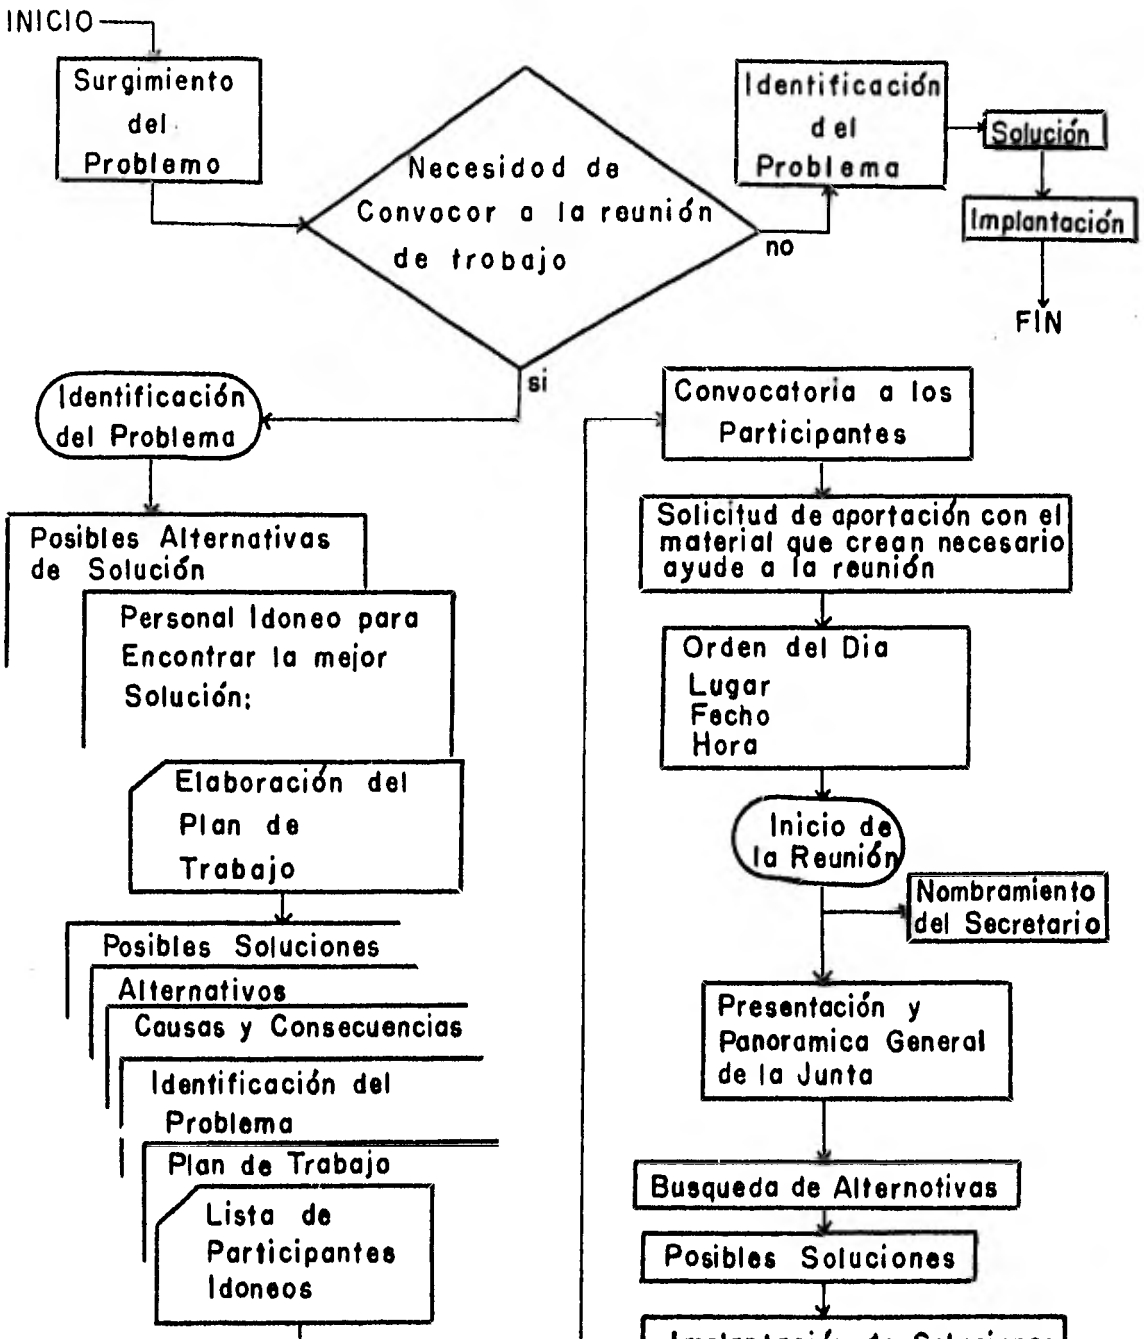 INICIO
Surgimiento
del
Problemo
Necesidod de
Convocor a la reunión
de trobajo
no
si
Identificación
del
Problema
Solución
Implantación
FIN
Identificación
del Problema
Posibles Alternativas
de Solución
Personal Idoneo para
Encontrar la mejor
Solución;
Elaboración del
Plan de
Trabajo
Posibles Soluciones
Alternativos
Causas y Consecuencias
Identificación del
Problema
Plan de Trabajo
Lista de
Participantes
Idoneos
Convocatoria a los
Participantes
Solicitud de aportación con el
material que crean necesario
ayude a la reunión
Orden del Dia
Lugar
Fecho
Hora
Inicio de
la Reunión
Nombramiento
del Secretario
Presentación y
Panoramica General
de la Junta
Busqueda de Alternotivas
Posibles Soluciones
Implantación de Soluciones